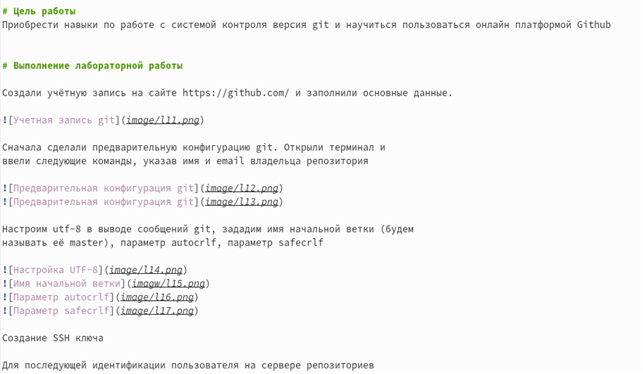 # Цель работы
Приобрести навыки по работе с системой контроля версия git и научиться пользоваться онлайн платформой Github
# Выполнение лабораторной работы
Создали учётную запись на сайте https://github.com/ и заполнили основные данные.
![Учетная запись git](image/l11.png)
Сначала сделали предварительную конфигурацию git. Открыли терминал и
ввели следующие команды, указав имя и email владельца репозитория
![Предварительная конфигурация git](image/l12.png)
![Предварительная конфигурация git](image/l13.png)
Настроим utf-8 в выводе сообщений git, зададим имя начальной ветки (будем
называть её master), параметр autocrlf, параметр safecrlf
![Настройка UTF-8](image/l14.png)
![Имя начальной ветки](imagw/l15.png)
![Параметр autocrlf](image/l16.png)
![Параметр safecrlf](image/l17.png)
Создание SSH ключа
Для последующей идентификации пользователя на сервере репозиториев